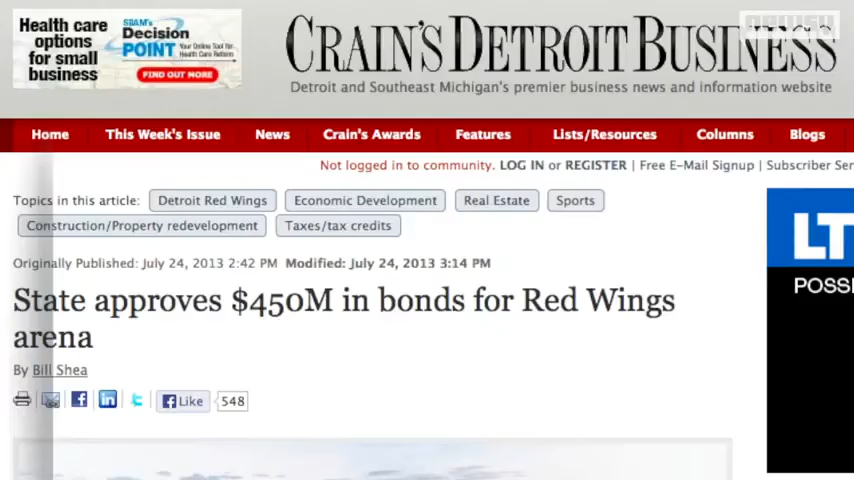 Health care
options
for small
business
SBAM's
Decision
POINT
Your Online Tool for
Health Care Reform
FIND OUT MORE
CRAIN'S DETROIT BUSINESS
Detroit and Southeast Michigan's premier business news and information website
newsy
Home This Week's Issue News Crain's Awards Features Lists/Resources Columns Blogs
Not logged in to community. LOG IN or REGISTER | Free E-Mail Signup | Subscriber Ser
Topics in this article: Detroit Red Wings Economic Development Real Estate Sports
Construction/Property redevelopment Taxes/tax credits
Originally Published: July 24, 2013 2:42 PM Modified: July 24, 2013 3:14 PM
State approves $450M in bonds for Red Wings
arena
By Bill Shea
Like 548
LT
POSSI